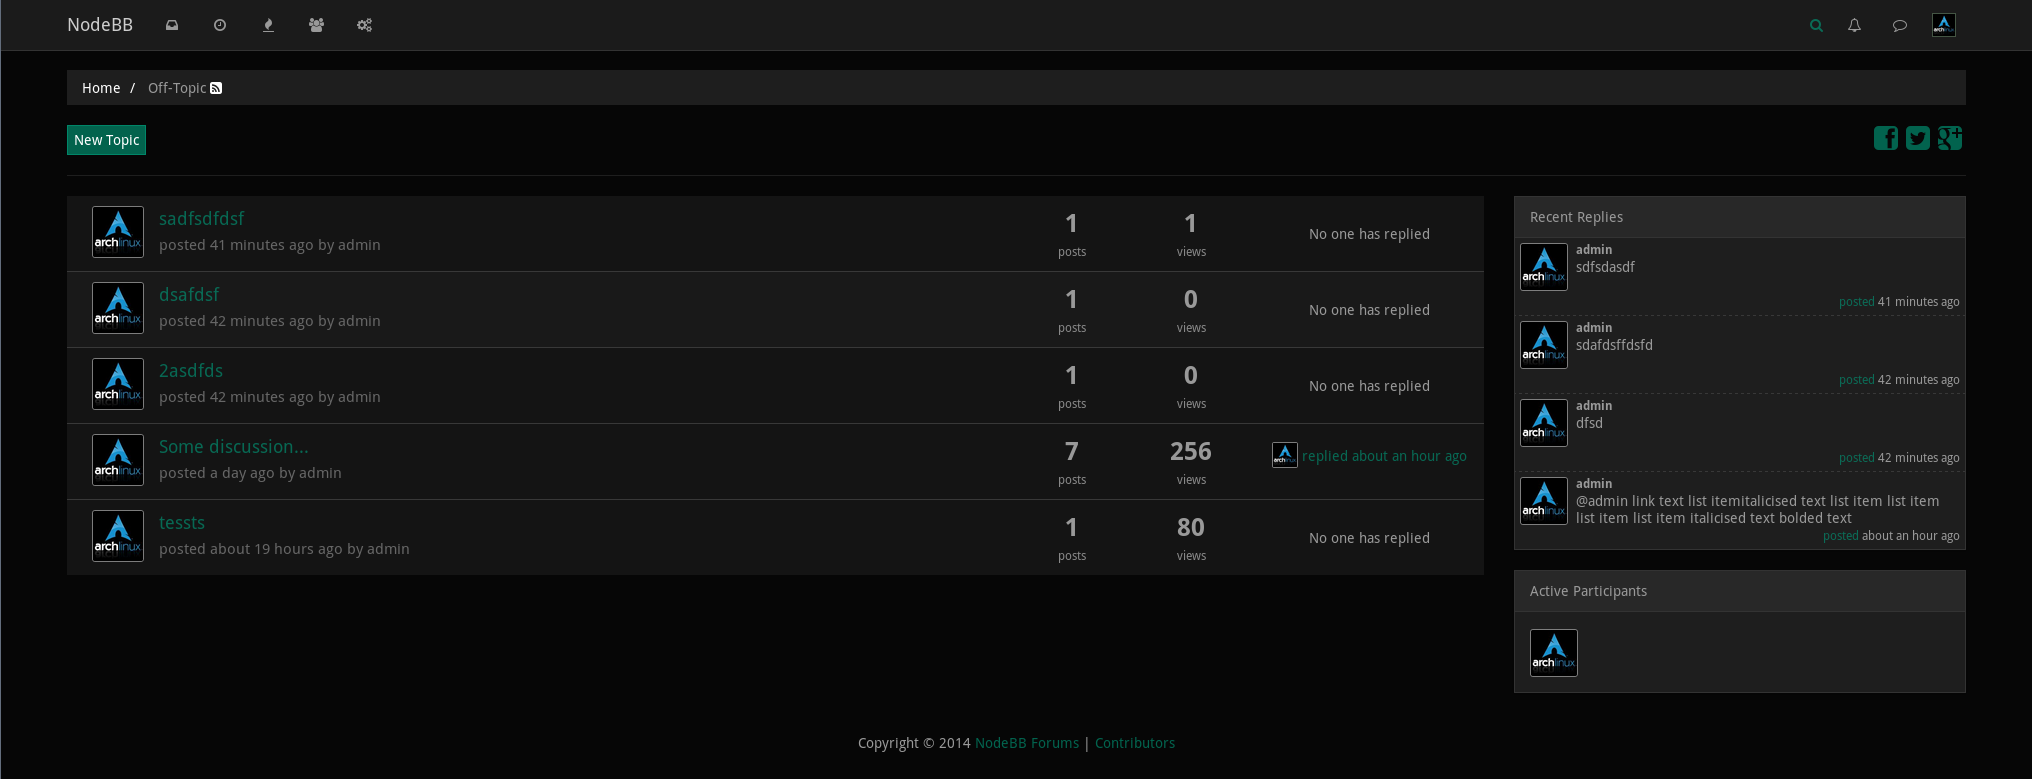 NodeBB
Home / Off-Topic
New Topic
sadfsdfdsf
posted 41 minutes ago by admin
1
posts
1
views
No one has replied
dsafdsf
posted 42 minutes ago by admin
1
posts
0
views
No one has replied
2asdfds
posted 42 minutes ago by admin
1
posts
0
views
No one has replied
Some discussion...
posted a day ago by admin
7
posts
256
views
replied about an hour ago
tessts
posted about 19 hours ago by admin
1
posts
80
views
No one has replied
Recent Replies
admin
sdfsdasdf
posted 41 minutes ago
admin
sdafdsffdsfd
posted 42 minutes ago
admin
dfsd
posted 42 minutes ago
admin
@admin link text list itemitalicised text list item list item
list item list item italicised text bolded text
posted about an hour ago
Active Participants
archlinux
Copyright © 2014 NodeBB Forums | Contributors